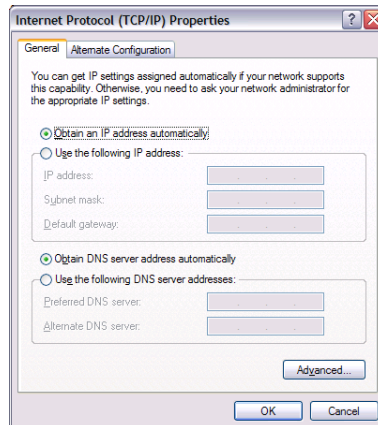 Internet Protocol (TCP/IP) Properties
General
Alternate Configuration
You can get IP settings assigned automatically if your network supports
this capability. Otherwise, you need to ask your network administrator for
the appropriate IP settings.
Obtain an IP address automatically
Use the following IP address:
IP address:
Subnet mask:
Default gateway:
Obtain DNS server address automatically
Use the following DNS server addresses:
Preferred DNS server:
Alternate DNS server:
Advanced...
OK
Cancel